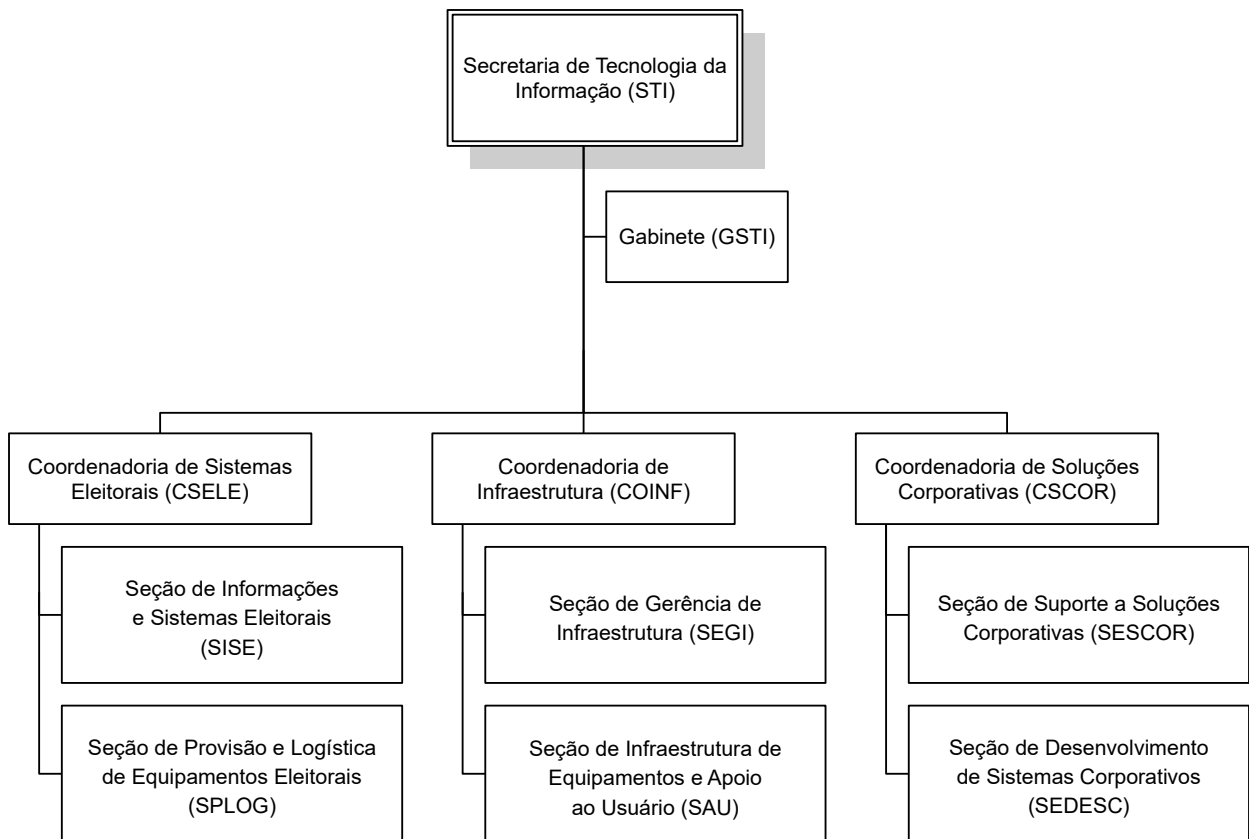 Secretaria de Tecnologia da
Informação (STI)
Gabinete (GSTI)
Coordenadoria de Sistemas
Eleitorais (CSELE)
Coordenadoria de
Infraestrutura (COINF)
Coordenadoria de Soluções
Corporativas (CSCOR)
Seção de Informações
e Sistemas Eleitorais
(SISE)
Seção de Gerência de
Infraestrutura (SEGI)
Seção de Suporte a Soluções
Corporativas (SESCOR)
Seção de Provisão e Logística
de Equipamentos Eleitorais
(SPLOG)
Seção de Infraestrutura de
Equipamentos e Apoio
ao Usuário (SAU)
Seção de Desenvolvimento
de Sistemas Corporativos
(SEDESC)